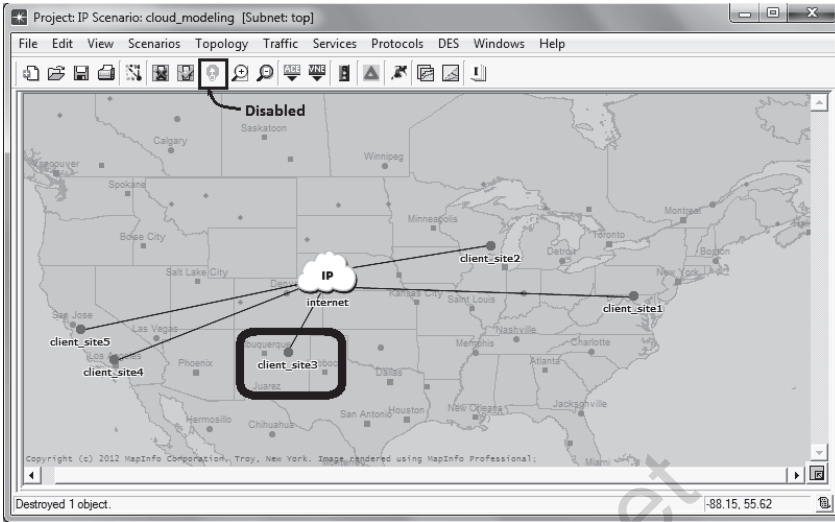 Project: IP Scenario: cloud_modeling [Subnet: top]
File Edit View Scenarios Topology Traffic Services Protocols DES Windows Help
ACE VNE
Disabled
Saskatoon
Calgary
Winnipeg
Vancouver
Spokane
Montreal
Minneapolis
Toronto
Boise City
Detroit
Boston
client_site2
Salt Lake City
IP
New York
Kansas City
Saint Louis
internet
client_site1
San Jose
Las Vegas
Nashville
client_site5
Memphis
Charlotte
Los Angeles
client_site3
Atlanta
client_site4
Phoenix
Dallas
Juarez
Jacksonville
San Antonio
Houston
New Orleans
Hermosillo
Chihuahua
Copyright (c) 2012 MapInfo Corporation, Troy, New York. Image rendered using MapInfo Professional;
Miami
Destroyed 1 object.
-88.15, 55.62